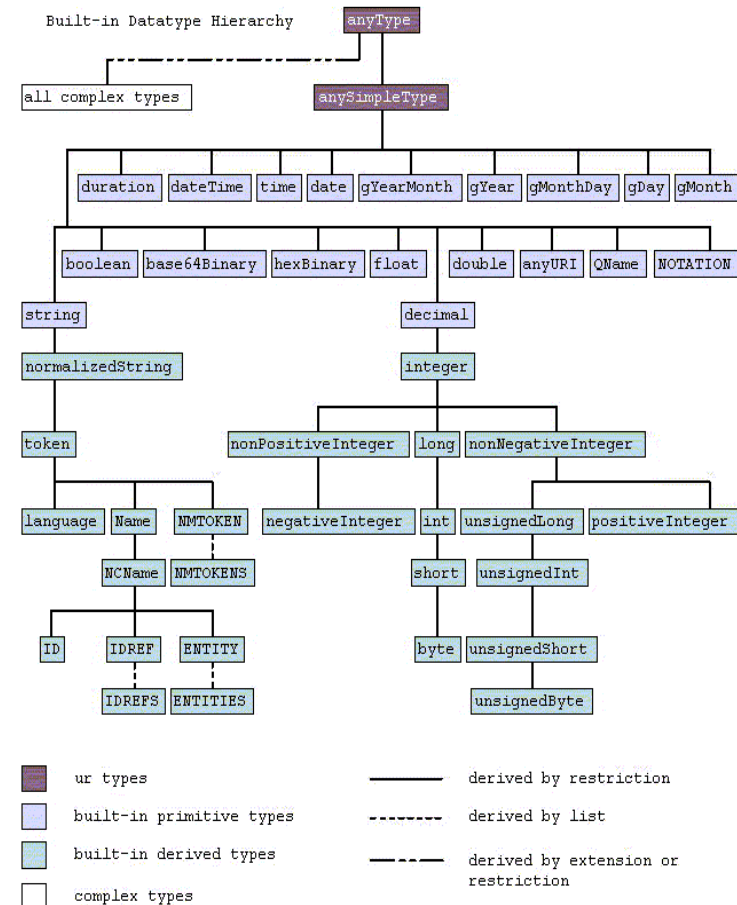 Built-in Datatype Hierarchy
anyType
all complex types
anySimpleType
duration dateTime time date gYearMonth gYear gMonthDay gDay gMonth
boolean base64Binary hexBinary float double anyURI QName NOTATION
string decimal
normalizedString integer
token nonPositiveInteger long nonNegativeInteger
language Name NMTOKEN negativeInteger int unsignedLong positiveInteger
NCName NMTOKENS short unsignedInt
ID IDREF ENTITY byte unsignedShort
IDREFS ENTITIES unsignedByte
ur types
derived by restriction
built-in primitive types
derived by list
built-in derived types
derived by extension or
restriction
complex types